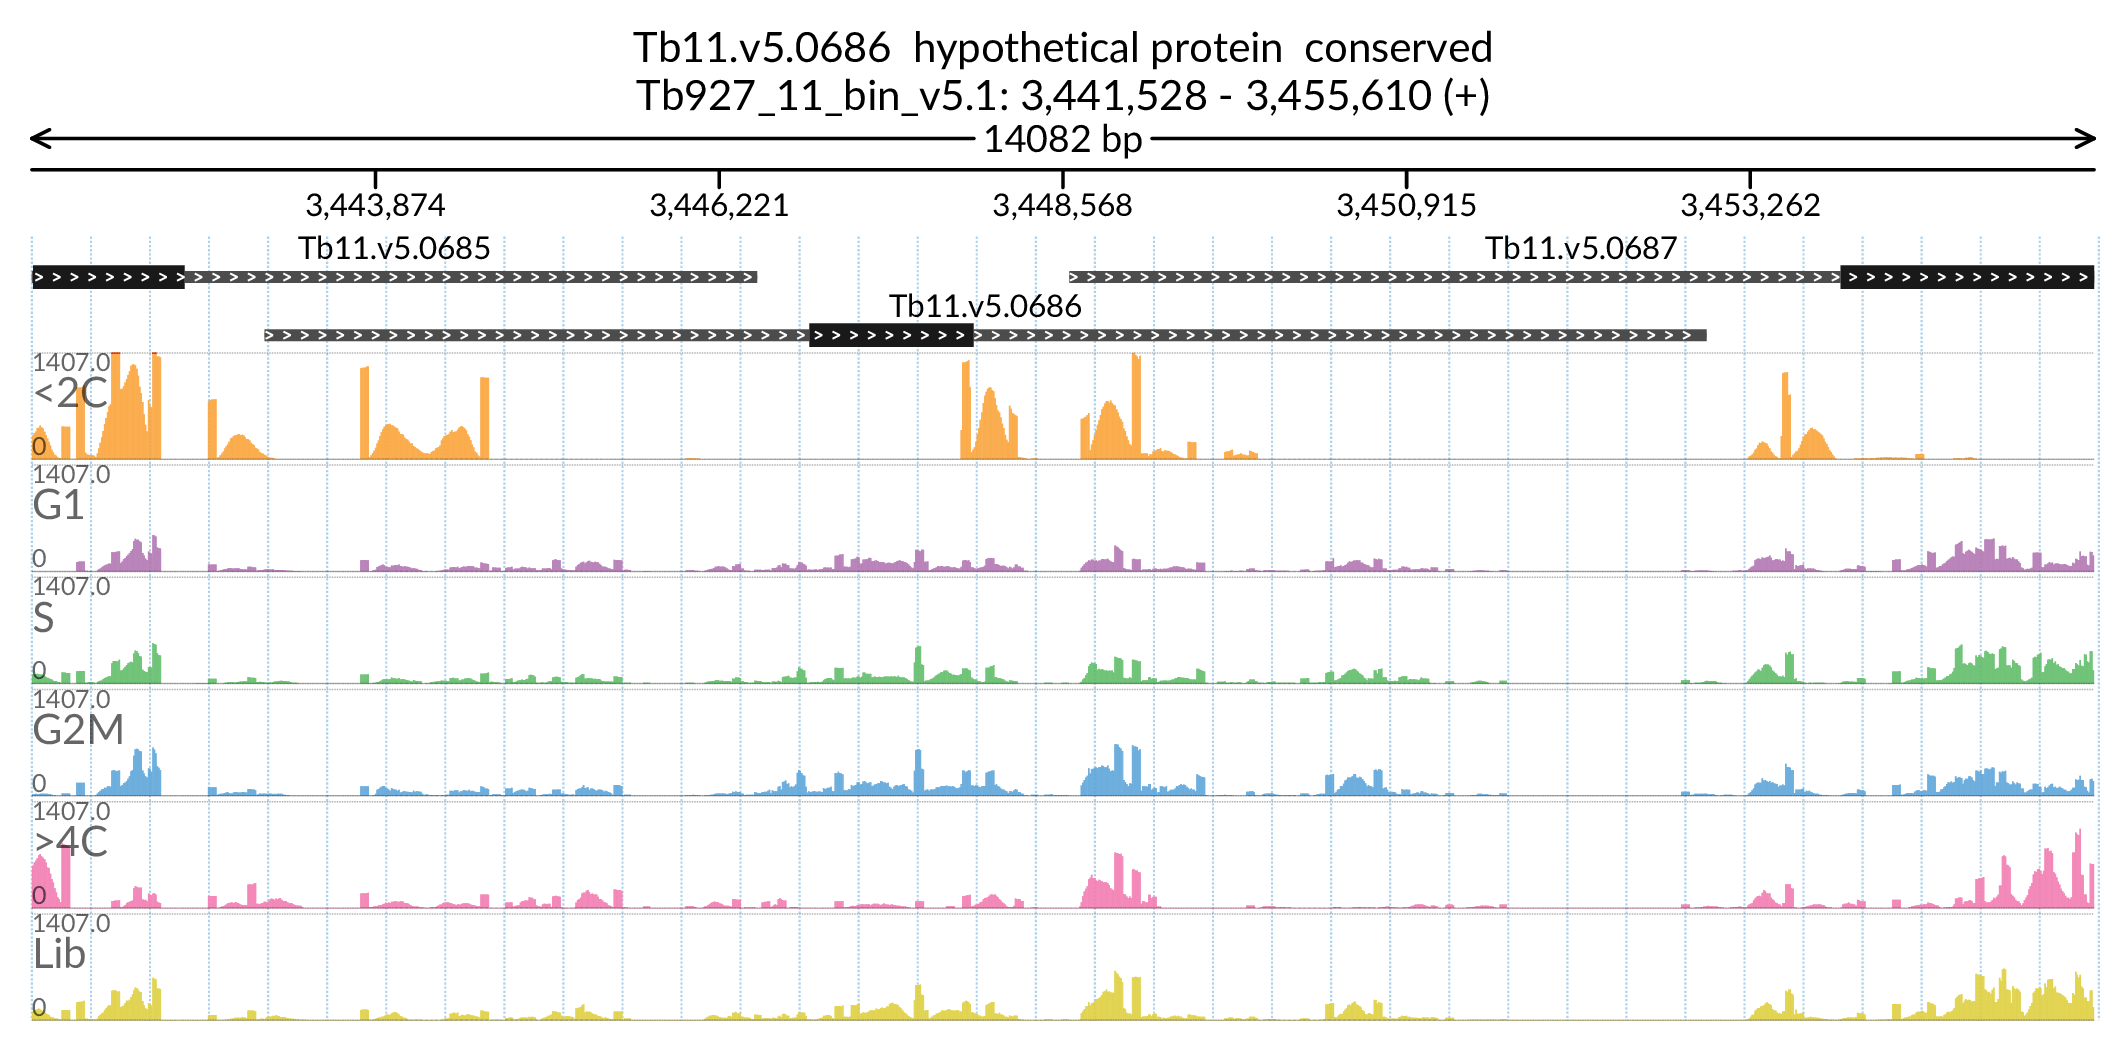 Tb11.v5.0686 hypothetical protein conserved
Tb927_11_bin_v5.1: 3,441,528 - 3,455,610 (+)
14082 bp
3,443,874 3,446,221 3,448,568 3,450,915 3,453,262
Tb11.v5.0685 Tb11.v5.0687
Tb11.v5.0686
1407.0
<2C
0
1407.0
G1
0
1407.0
S
0
1407.0
G2M
0
1407.0
>4C
0
1407.0
Lib
0